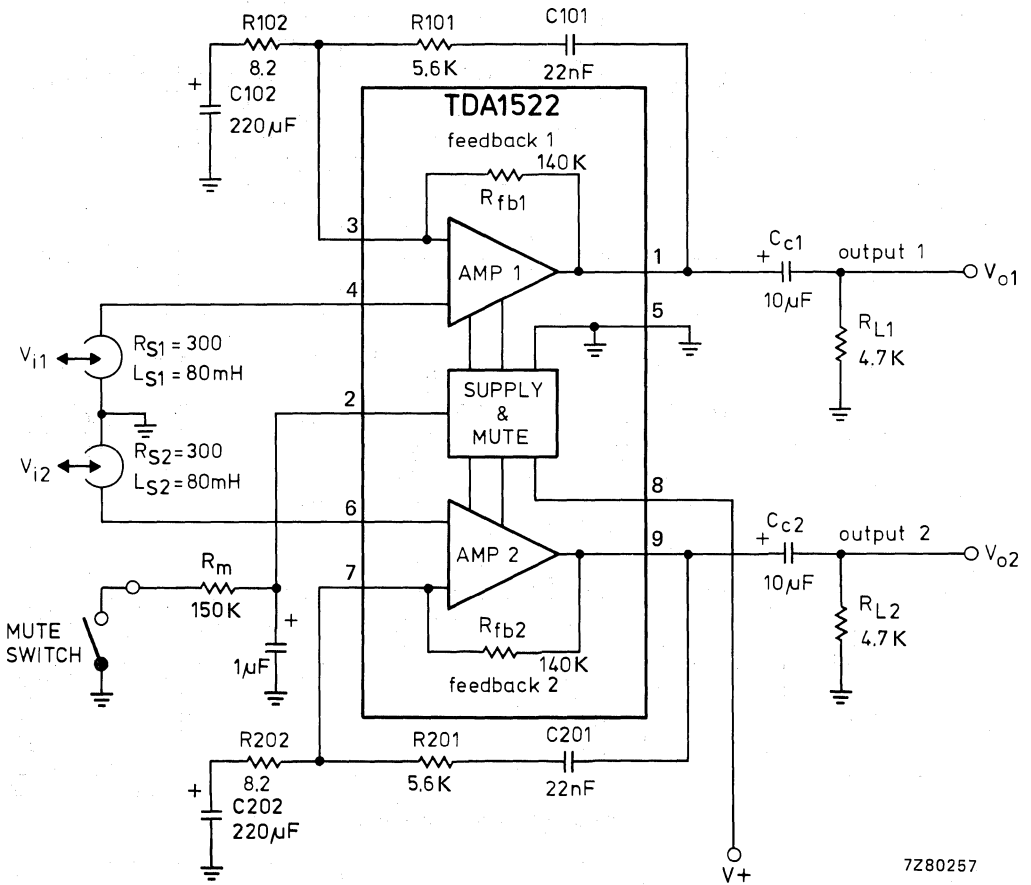 R102
8.2
R101
5.6K
C101
22nF
+
C102
220µF
TDA1522
feedback 1
140K
Rfb1
3
AMP 1
1
+
Cc1
10µF
output 1
Vo1
4
5
RL1
4.7K
Vi1
RS1=300
LS1=80mH
SUPPLY
&
MUTE
2
Vi2
RS2=300
LS2=80mH
8
6
AMP 2
9
+
Cc2
10µF
output 2
Vo2
7
Rm
150K
+
1µF
MUTE
SWITCH
Rfb2
140K
feedback 2
RL2
4.7K
R202
8.2
R201
5.6K
C201
22nF
+
C202
220µF
V+
7Z80257